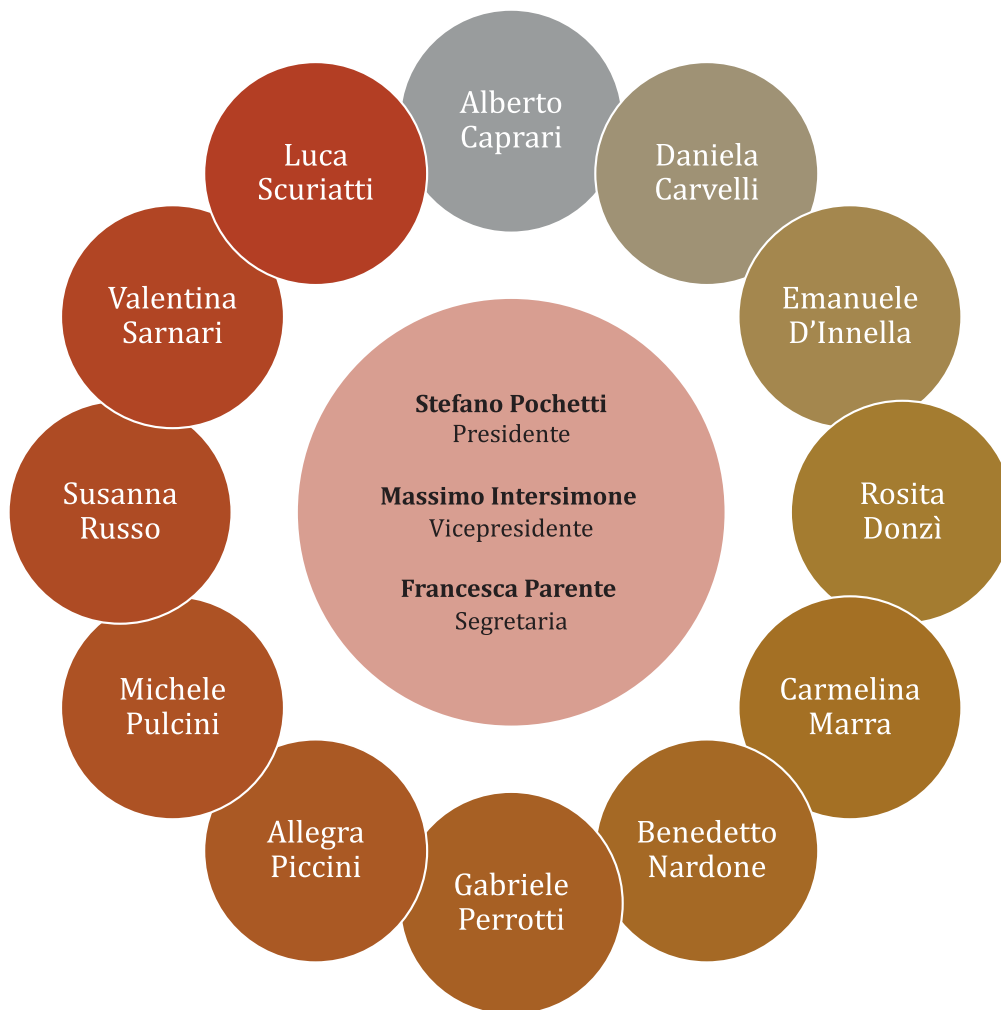 Alberto
Caprari
Daniela
Carvelli
Emanuele
D’Innella
Rosita
Donzì
Carmelina
Marra
Benedetto
Nardone
Gabriele
Perrotti
Allegra
Piccini
Michele
Pulcini
Susanna
Russo
Valentina
Sarnari
Luca
Scuriatti
Stefano Pochetti
Presidente
Massimo Intersimone
Vicepresidente
Francesca Parente
Segretaria